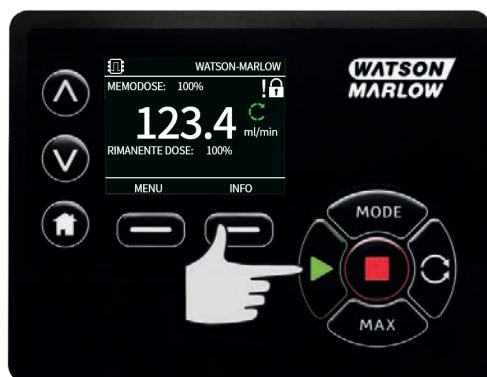 WATSON-MARLOW
MEMODOSE: 100%
!
123.4 ml/min
RIMANENTE DOSE: 100%
MENU INFO
WATSON
MARLOW
MODE
MAX